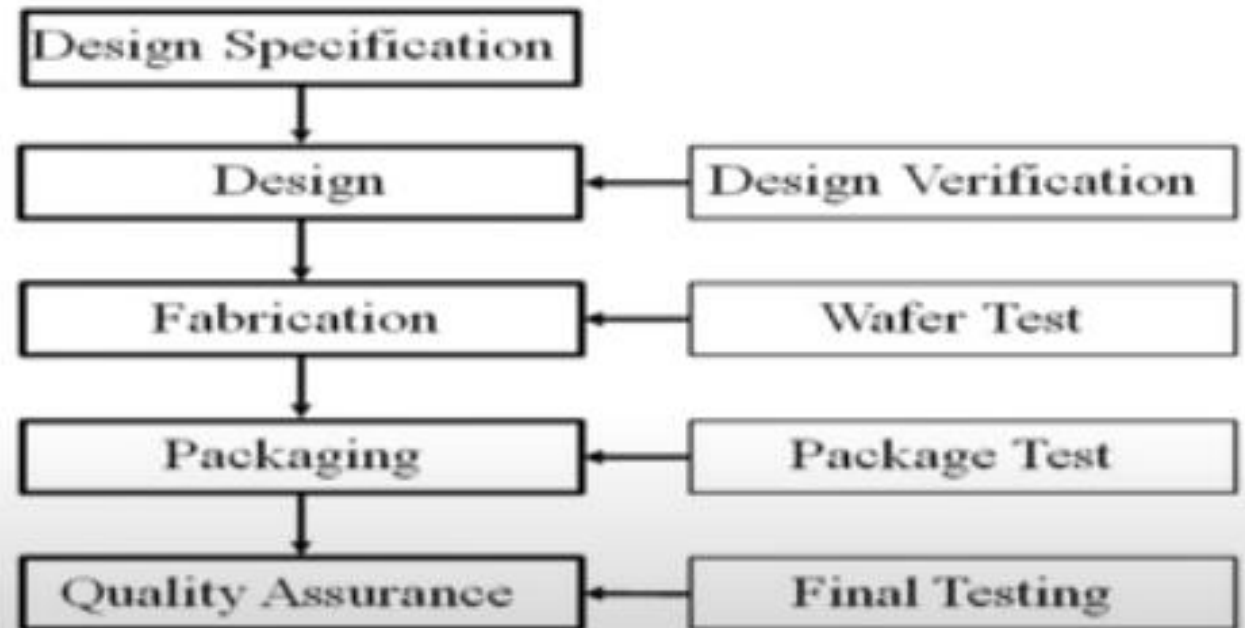 Design Specification
Design
Design Verification
Fabrication
Wafer Test
Packaging
Package Test
Quality Assurance
Final Testing